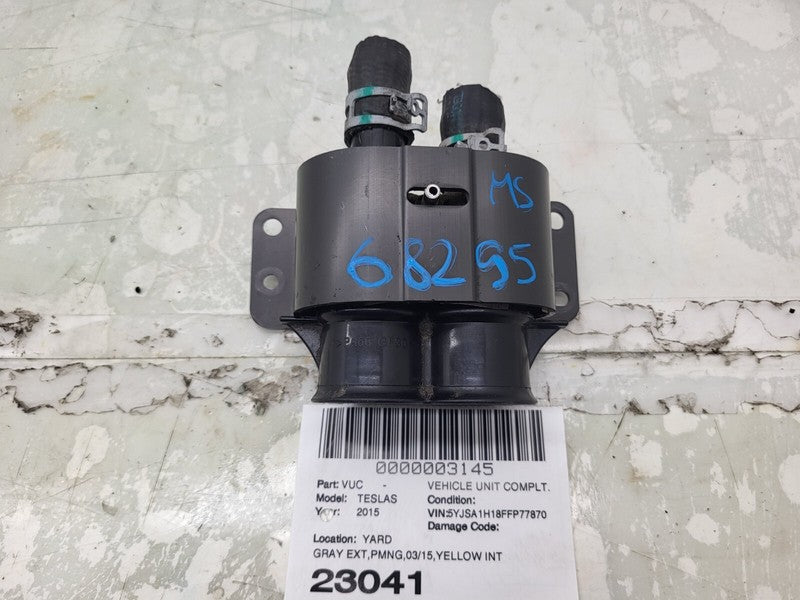 MS
68295
0000003145
Part: VUC - VEHICLE UNIT COMPLT.
Model: TESLAS Condition:
Year: 2015 VIN:5YJSA1H18FFP77870
Damage Code:
Location: YARD
GRAY EXT,PMNG,03/15,YELLOW INT
23041